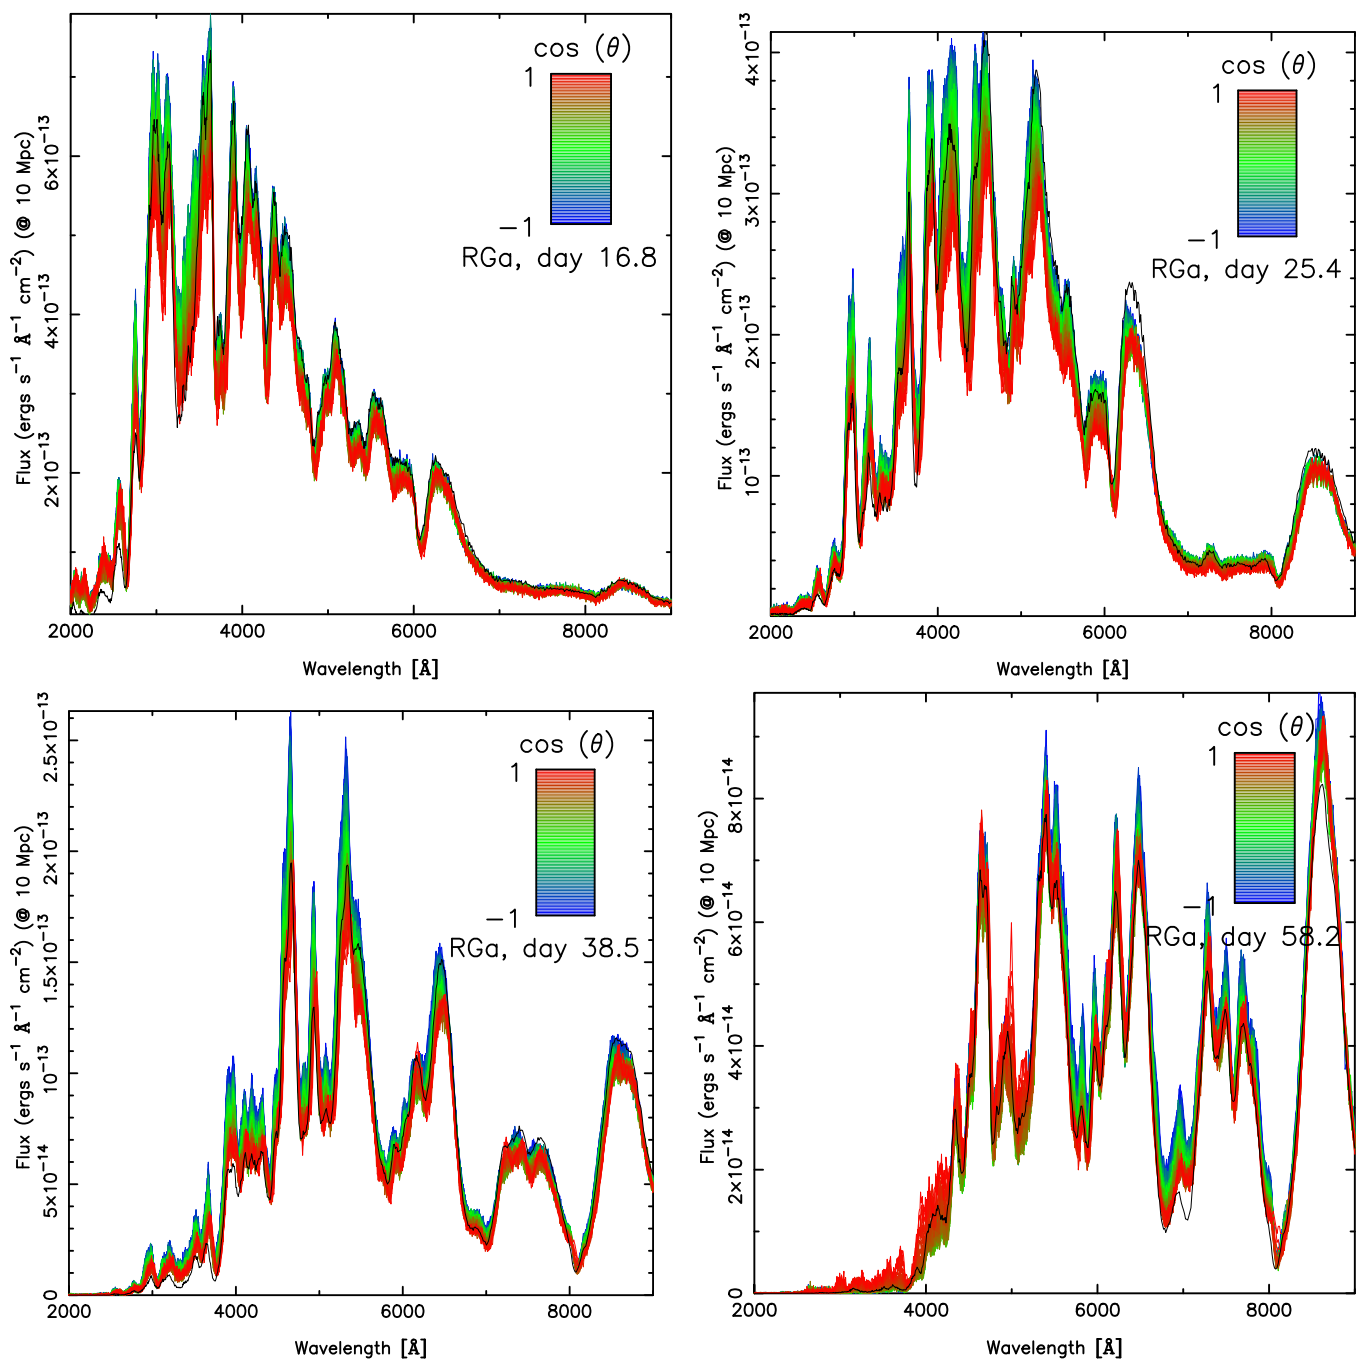 cos (θ)
1
−1
RGa, day 16.8
Flux (ergs s⁻¹ Å⁻¹ cm⁻²) (@ 10 Mpc)
2×10⁻¹³
4×10⁻¹³
6×10⁻¹³
2000
4000
6000
8000
Wavelength [Å]
cos (θ)
1
−1
RGa, day 25.4
Flux (ergs s⁻¹ Å⁻¹ cm⁻²) (@ 10 Mpc)
10⁻¹³
2×10⁻¹³
3×10⁻¹³
4×10⁻¹³
2000
4000
6000
8000
Wavelength [Å]
cos (θ)
1
−1
RGa, day 38.5
Flux (ergs s⁻¹ Å⁻¹ cm⁻²) (@ 10 Mpc)
0
5×10⁻¹⁴
10⁻¹³
1.5×10⁻¹³
2×10⁻¹³
2.5×10⁻¹³
2000
4000
6000
8000
Wavelength [Å]
cos (θ)
1
−1
RGa, day 58.2
Flux (ergs s⁻¹ Å⁻¹ cm⁻²) (@ 10 Mpc)
0
2×10⁻¹⁴
4×10⁻¹⁴
6×10⁻¹⁴
8×10⁻¹⁴
2000
4000
6000
8000
Wavelength [Å]